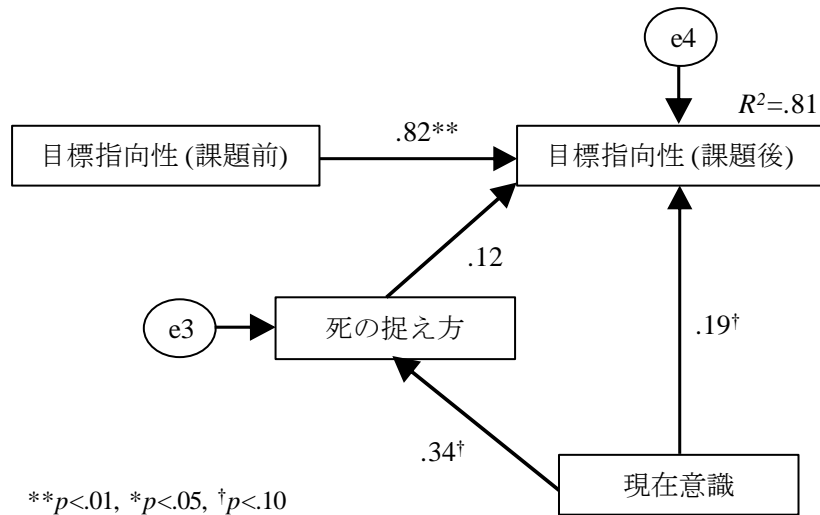 e4
R²=.81
.82**
目標指向性 (課題前)
目標指向性 (課題後)
.12
e3
死の捉え方
.19†
.34†
現在意識
**p<.01, *p<.05, †p<.10